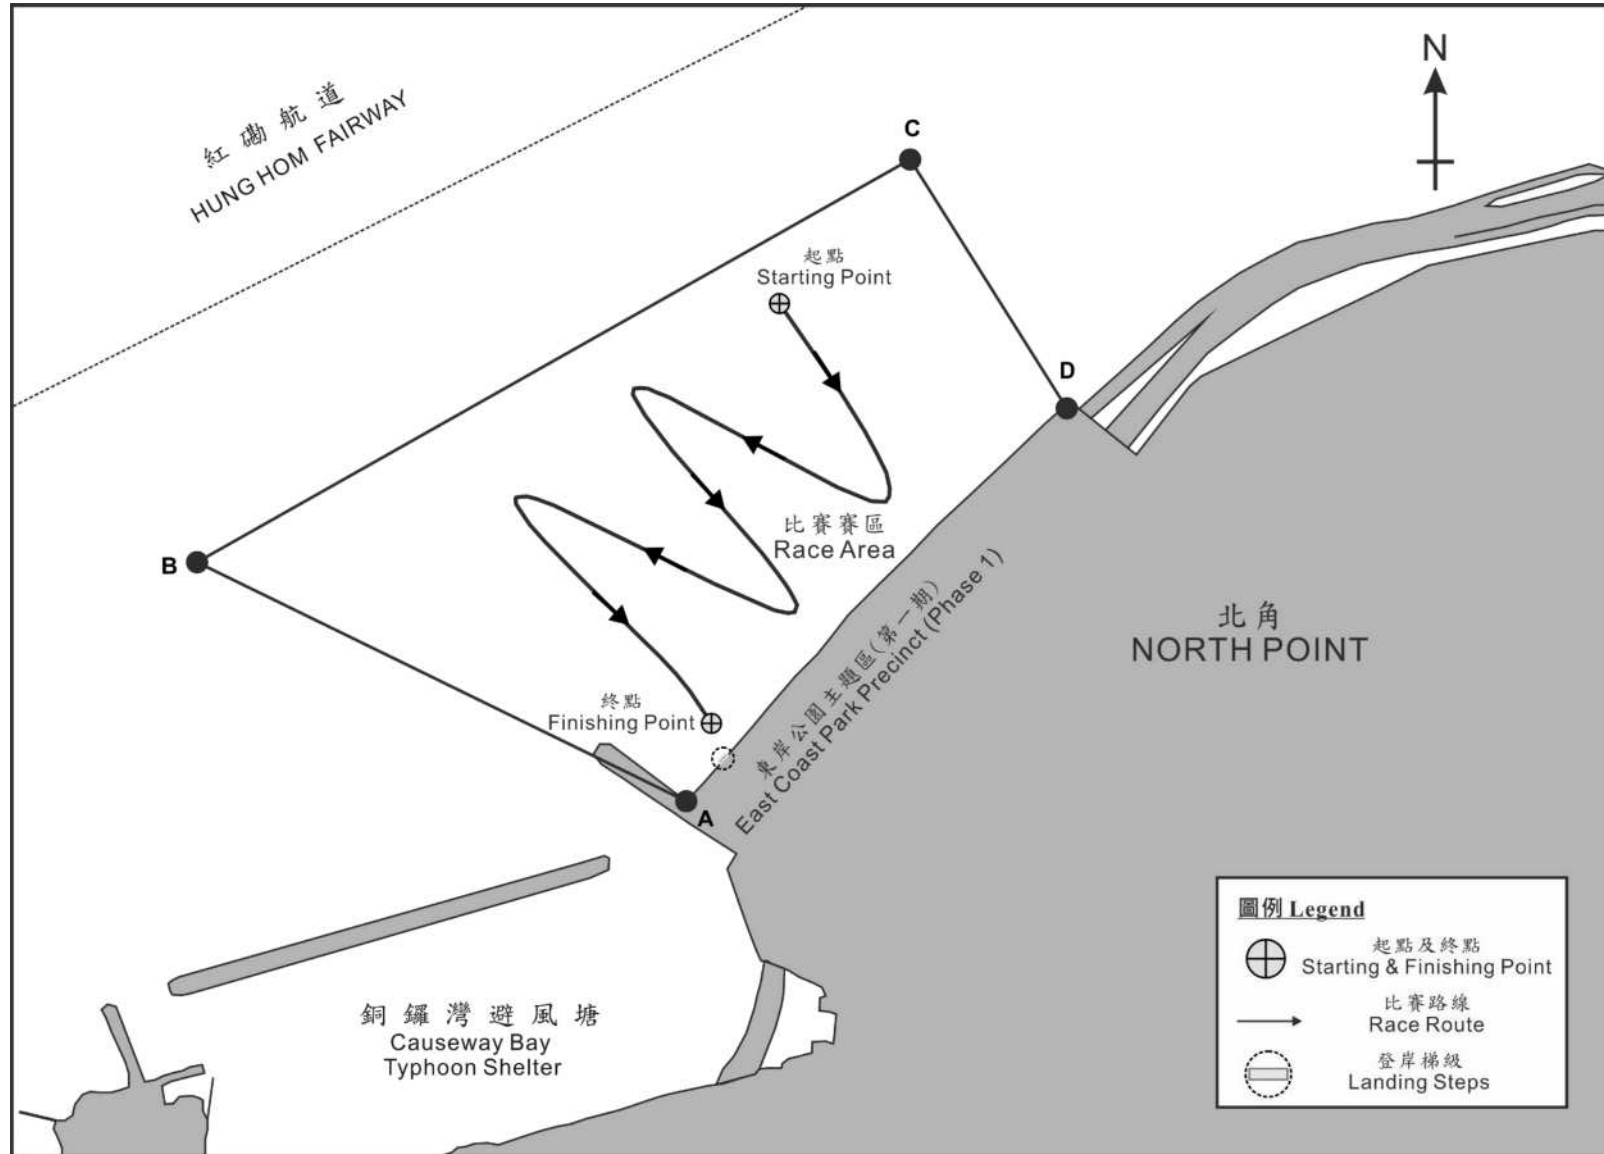 紅磡航道
HUNG HOM FAIRWAY
N
C
起點
Starting Point
D
比賽賽區
Race Area
B
東岸公園主題區(第一期)
East Coast Park Precinct (Phase 1)
北角
NORTH POINT
終點
Finishing Point
A
銅鑼灣避風塘
Causeway Bay
Typhoon Shelter
圖例 Legend
起點及終點
Starting & Finishing Point
比賽路線
Race Route
登岸梯級
Landing Steps